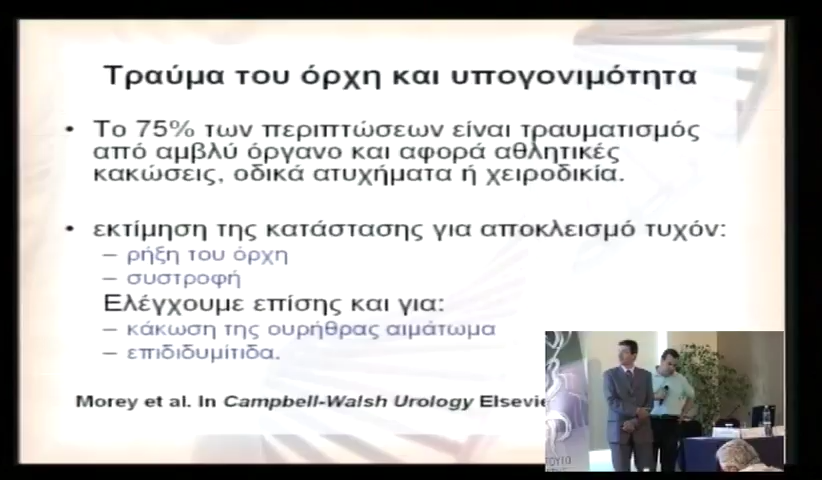 Τραύμα του όρχη και υπογονιμότητα
• Το 75% των περιπτώσεων είναι τραυματισμός
από αμβλύ όργανο και αφορά αθλητικές
κακώσεις, οδικά ατυχήματα ή χειροδικία.
• εκτίμηση της κατάστασης για αποκλεισμό τυχόν:
– ρήξη του όρχη
– συστροφή
Ελέγχουμε επίσης και για:
– κάκωση της ουρήθρας αιμάτωμα
– επιδιδυμίτιδα.
Morey et al. In Campbell-Walsh Urology